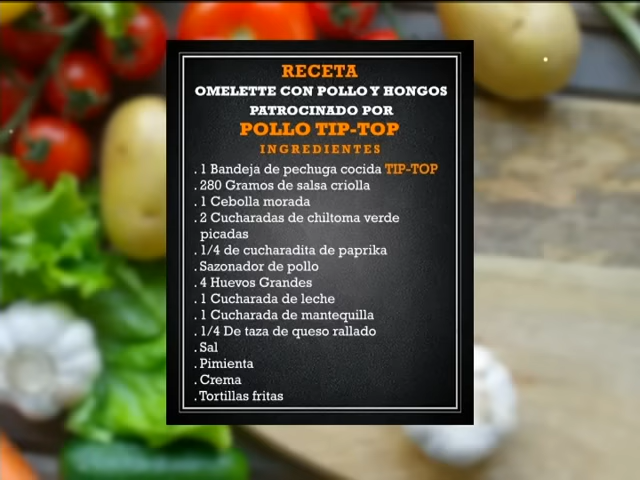 RECETA
OMELETTE CON POLLO Y HONGOS
PATROCINADO POR
POLLO TIP-TOP
INGREDIENTES
. 1 Bandeja de pechuga cocida TIP-TOP
. 280 Gramos de salsa criolla
. 1 Cebolla morada
. 2 Cucharadas de chiltoma verde
picadas
. 1/4 de cucharadita de paprika
. Sazonador de pollo
. 4 Huevos Grandes
. 1 Cucharada de leche
. 1 Cucharada de mantequilla
. 1/4 De taza de queso rallado
. Sal
. Pimienta
. Crema
. Tortillas fritas